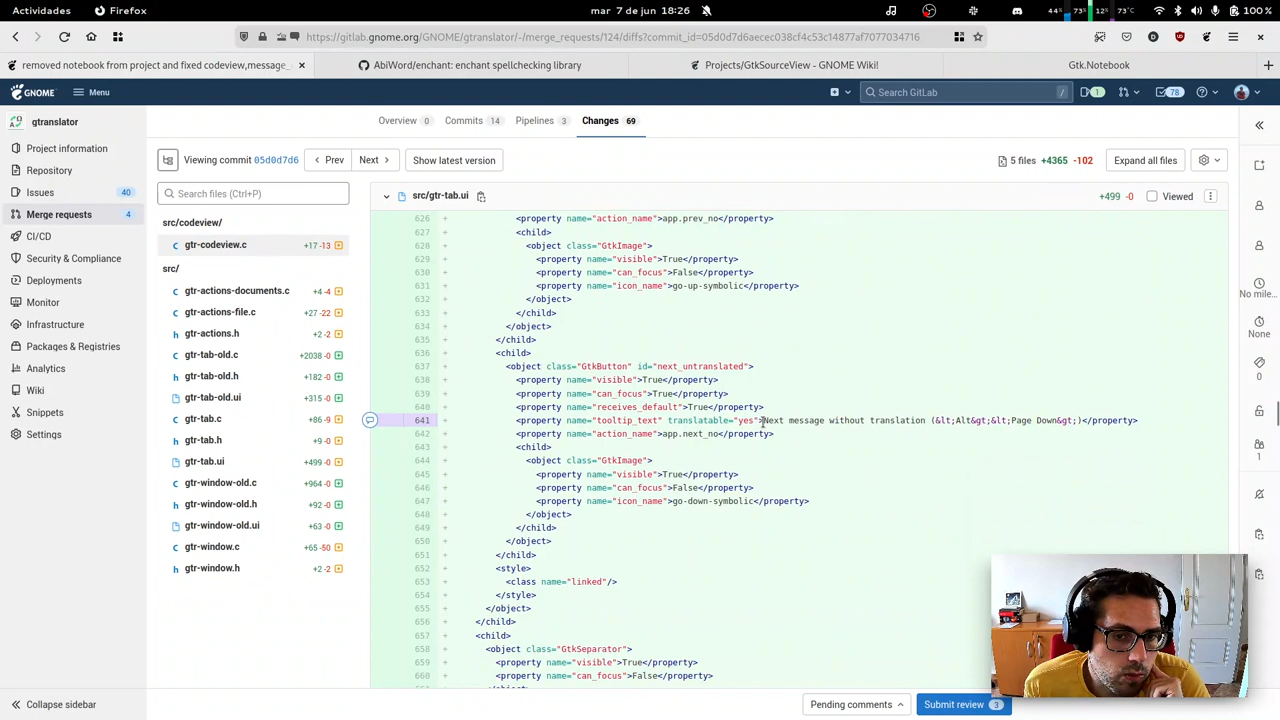 Actividades
Firefox
mar 7 de jun 18:26
44%
73%
12%
73°C
100 %
https://gitlab.gnome.org/GNOME/gtranslator/-/merge_requests/124/diffs?commit_id=05d0d7d6aecec038cf4c53c14877af7077034716
removed notebook from project and fixed codeview,message_
AbiWord/enchant: enchant spellchecking library
Projects/GtkSourceView - GNOME Wiki!
Gtk.Notebook
GNOME
Menu
Search GitLab
/
1
78
gtranslator
Project information
Repository
Issues 40
Merge requests 4
CI/CD
Security & Compliance
Deployments
Monitor
Infrastructure
Packages & Registries
Analytics
Wiki
Snippets
Settings
Collapse sidebar
Overview 0
Commits 14
Pipelines 3
Changes 69
Viewing commit 05d0d7d6
Prev
Next
Show latest version
5 files +4365 -102
Expand all files
Search files (Ctrl+P)
src/codeview/
gtr-codeview.c +17 -13
src/
gtr-actions-documents.c +4 -4
gtr-actions-file.c +27 -22
gtr-actions.h +2 -2
gtr-tab-old.c +2038 -0
gtr-tab-old.h +182 -0
gtr-tab-old.ui +315 -0
gtr-tab.c +86 -9
gtr-tab.h +9 -0
gtr-tab.ui +499 -0
gtr-window-old.c +964 -0
gtr-window-old.h +92 -0
gtr-window-old.ui +63 -0
gtr-window.c +65 -50
gtr-window.h +2 -2
src/gtr-tab.ui
+499 -0
Viewed
626 + <property name="action_name">app.prev_no</property>
627 + <child>
628 + <object class="GtkImage">
629 + <property name="visible">True</property>
630 + <property name="can_focus">False</property>
631 + <property name="icon_name">go-up-symbolic</property>
632 + </object>
633 + </child>
634 + </object>
635 + </child>
636 + <child>
637 + <object class="GtkButton" id="next_untranslated">
638 + <property name="visible">True</property>
639 + <property name="can_focus">True</property>
640 + <property name="receives_default">True</property>
641 + <property name="tooltip_text" translatable="yes">Next message without translation (&lt;Alt&gt;&lt;Page Down&gt;)</property>
642 + <property name="action_name">app.next_no</property>
643 + <child>
644 + <object class="GtkImage">
645 + <property name="visible">True</property>
646 + <property name="can_focus">False</property>
647 + <property name="icon_name">go-down-symbolic</property>
648 + </object>
649 + </child>
650 + </object>
651 + </child>
652 + <style>
653 + <class name="linked"/>
654 + </style>
655 + </object>
656 + </child>
657 + <child>
658 + <object class="GtkSeparator">
659 + <property name="visible">True</property>
660 + <property name="can_focus">False</property>
No mile...
None
0
1
Pending comments
Submit review 3